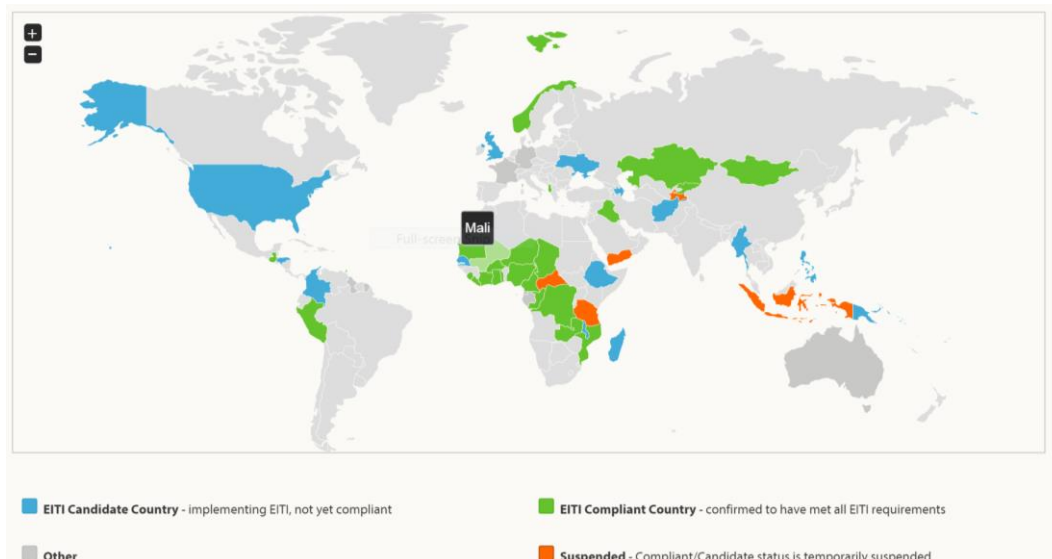 +
−
Mali
Full-screen
EITI Candidate Country - implementing EITI, not yet compliant
EITI Compliant Country - confirmed to have met all EITI requirements
Other
Suspended - Compliant/Candidate status is temporarily suspended